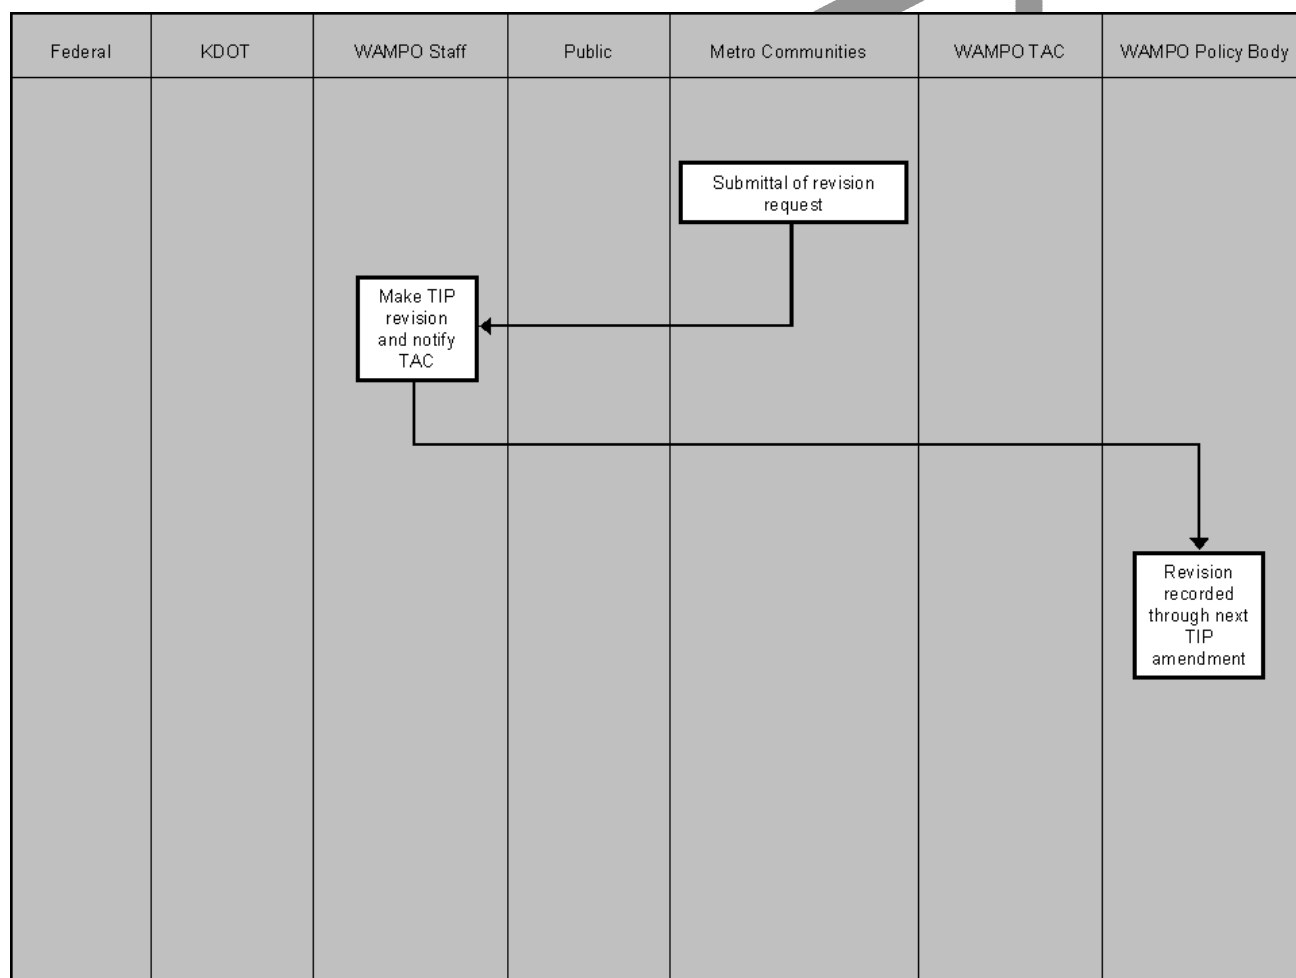 Federal
KDOT
WAMPO Staff
Public
Metro Communities
WAMPO TAC
WAMPO Policy Body
Submittal of revision
request
Make TIP
revision
and notify
TAC
Revision
recorded
through next
TIP
amendment